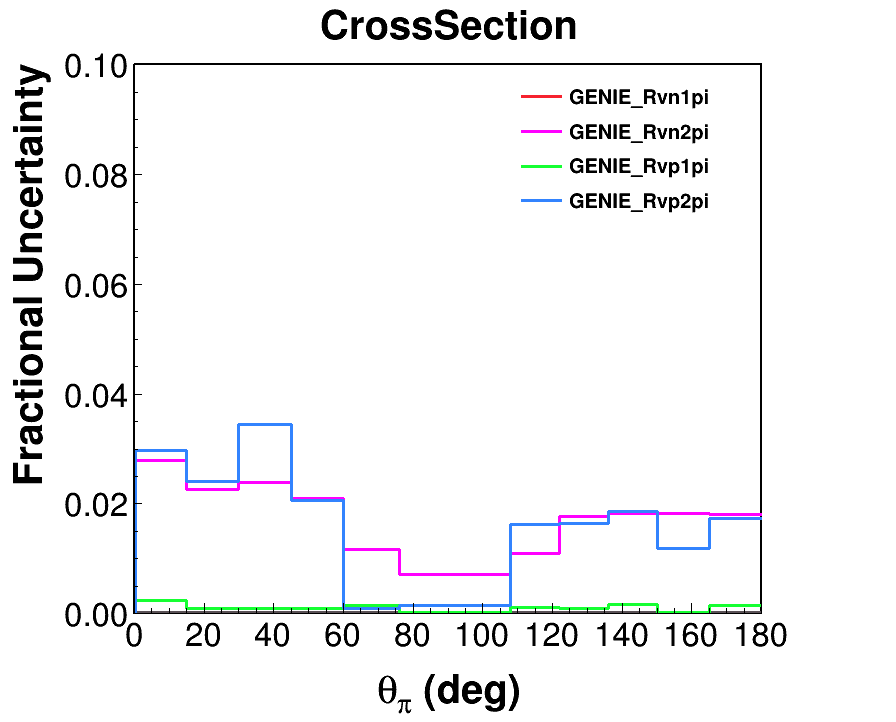 CrossSection
Fractional Uncertainty
0.10
0.08
0.06
0.04
0.02
0.00
GENIE_Rvn1pi
GENIE_Rvn2pi
GENIE_Rvp1pi
GENIE_Rvp2pi
0 20 40 60 80 100 120 140 160 180
θπ (deg)